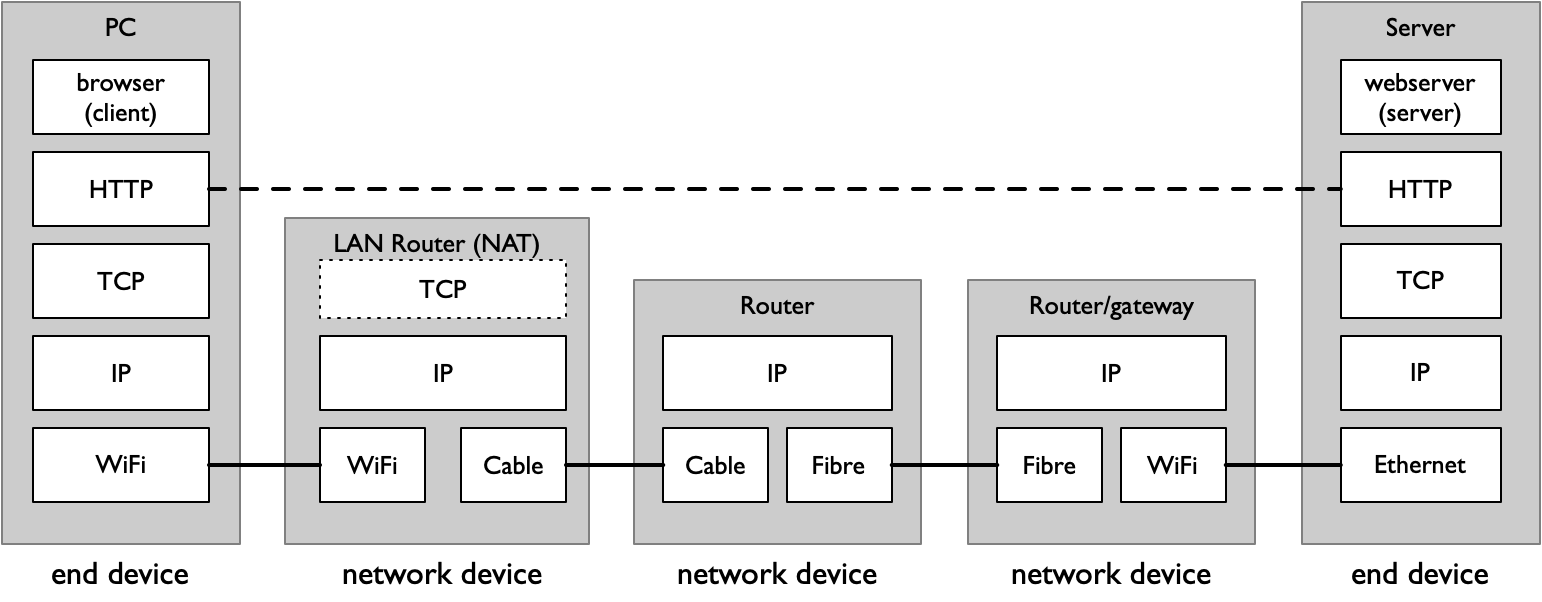 PC
browser
(client)
HTTP
TCP
IP
WiFi
end device
LAN Router (NAT)
TCP
IP
WiFi
Cable
network device
Router
IP
Cable
Fibre
network device
Router/gateway
IP
Fibre
WiFi
network device
Server
webserver
(server)
HTTP
TCP
IP
Ethernet
end device